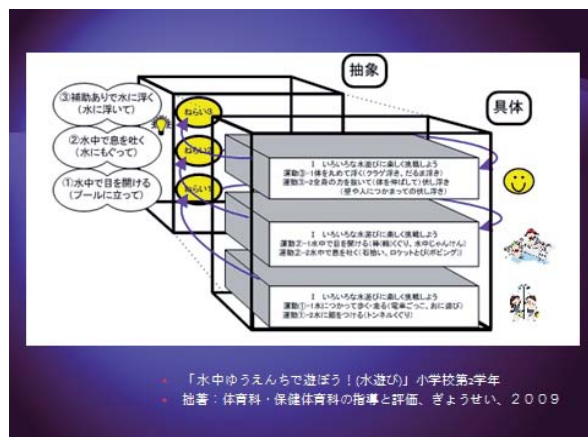 抽象
具体
③補助ありで水に浮く
(水に浮いて)
②水中で息を吐く
(水にもぐって)
①水中で目を開ける
(プールに立って)
ねらい3
ねらい2
ねらい1
Ⅰ いろいろな水遊びに楽しく挑戦しよう
運動③-1体を丸めて浮く(クラゲ浮き、だるま浮き)
運動③-2全身の力を抜いて(体を伸ばして)伏し浮き
(壁や人につかまっての伏し浮き)
Ⅰ いろいろな水遊びに楽しく挑戦しよう
運動②-1水中で目を開ける(棒(輪)くぐり、水中じゃんけん)
運動②-2水中で息を吐く(石拾い、ロケットとび(ボビング))
Ⅰ いろいろな水遊びに楽しく挑戦しよう
運動①-1水につかって歩く・走る(電車ごっこ、おに遊び)
運動①-2水に顔をつける(トンネルくぐり)
• 「水中ゆうえんちで遊ぼう！(水遊び)」小学校第2学年
• 拙著：体育科・保健体育科の指導と評価、ぎょうせい、２００９